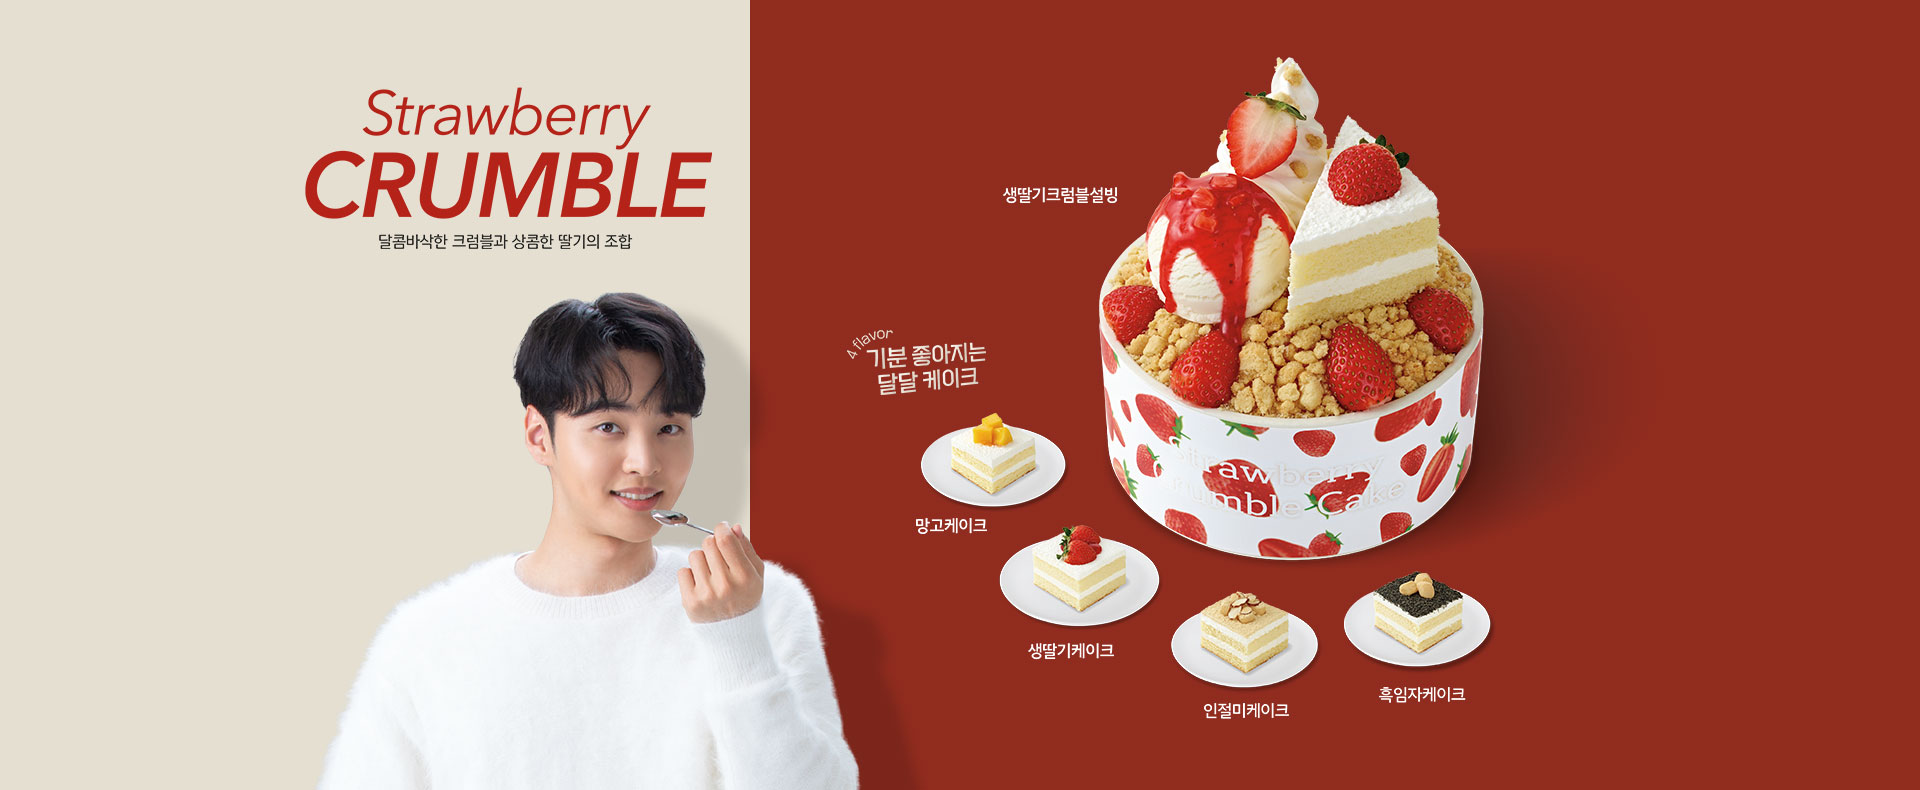 Strawberry
CRUMBLE
달콤바삭한 크럼블과 상콤한 딸기의 조합
생딸기크럼블설빙
4 flavor
기분 좋아지는
달달 케이크
Strawberry
Crumble Cake
망고케이크
생딸기케이크
인절미케이크
흑임자케이크